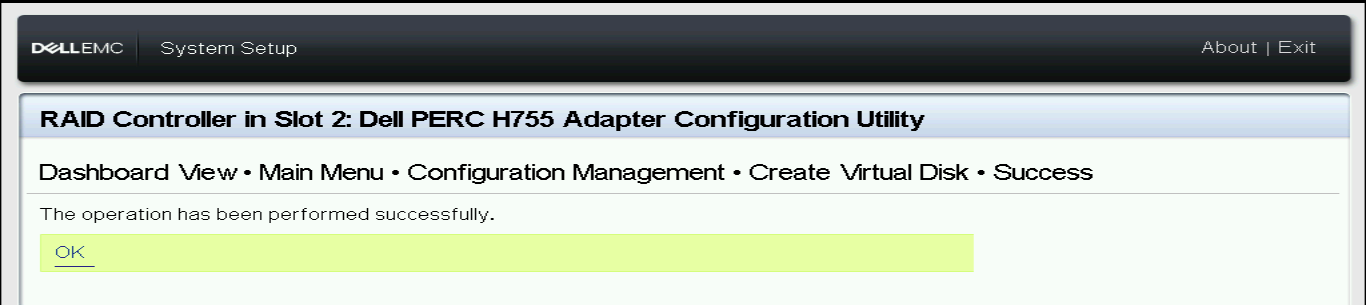 DELLEMC System Setup About | Exit
RAID Controller in Slot 2: Dell PERC H755 Adapter Configuration Utility
Dashboard View • Main Menu • Configuration Management • Create Virtual Disk • Success
The operation has been performed successfully.
OK